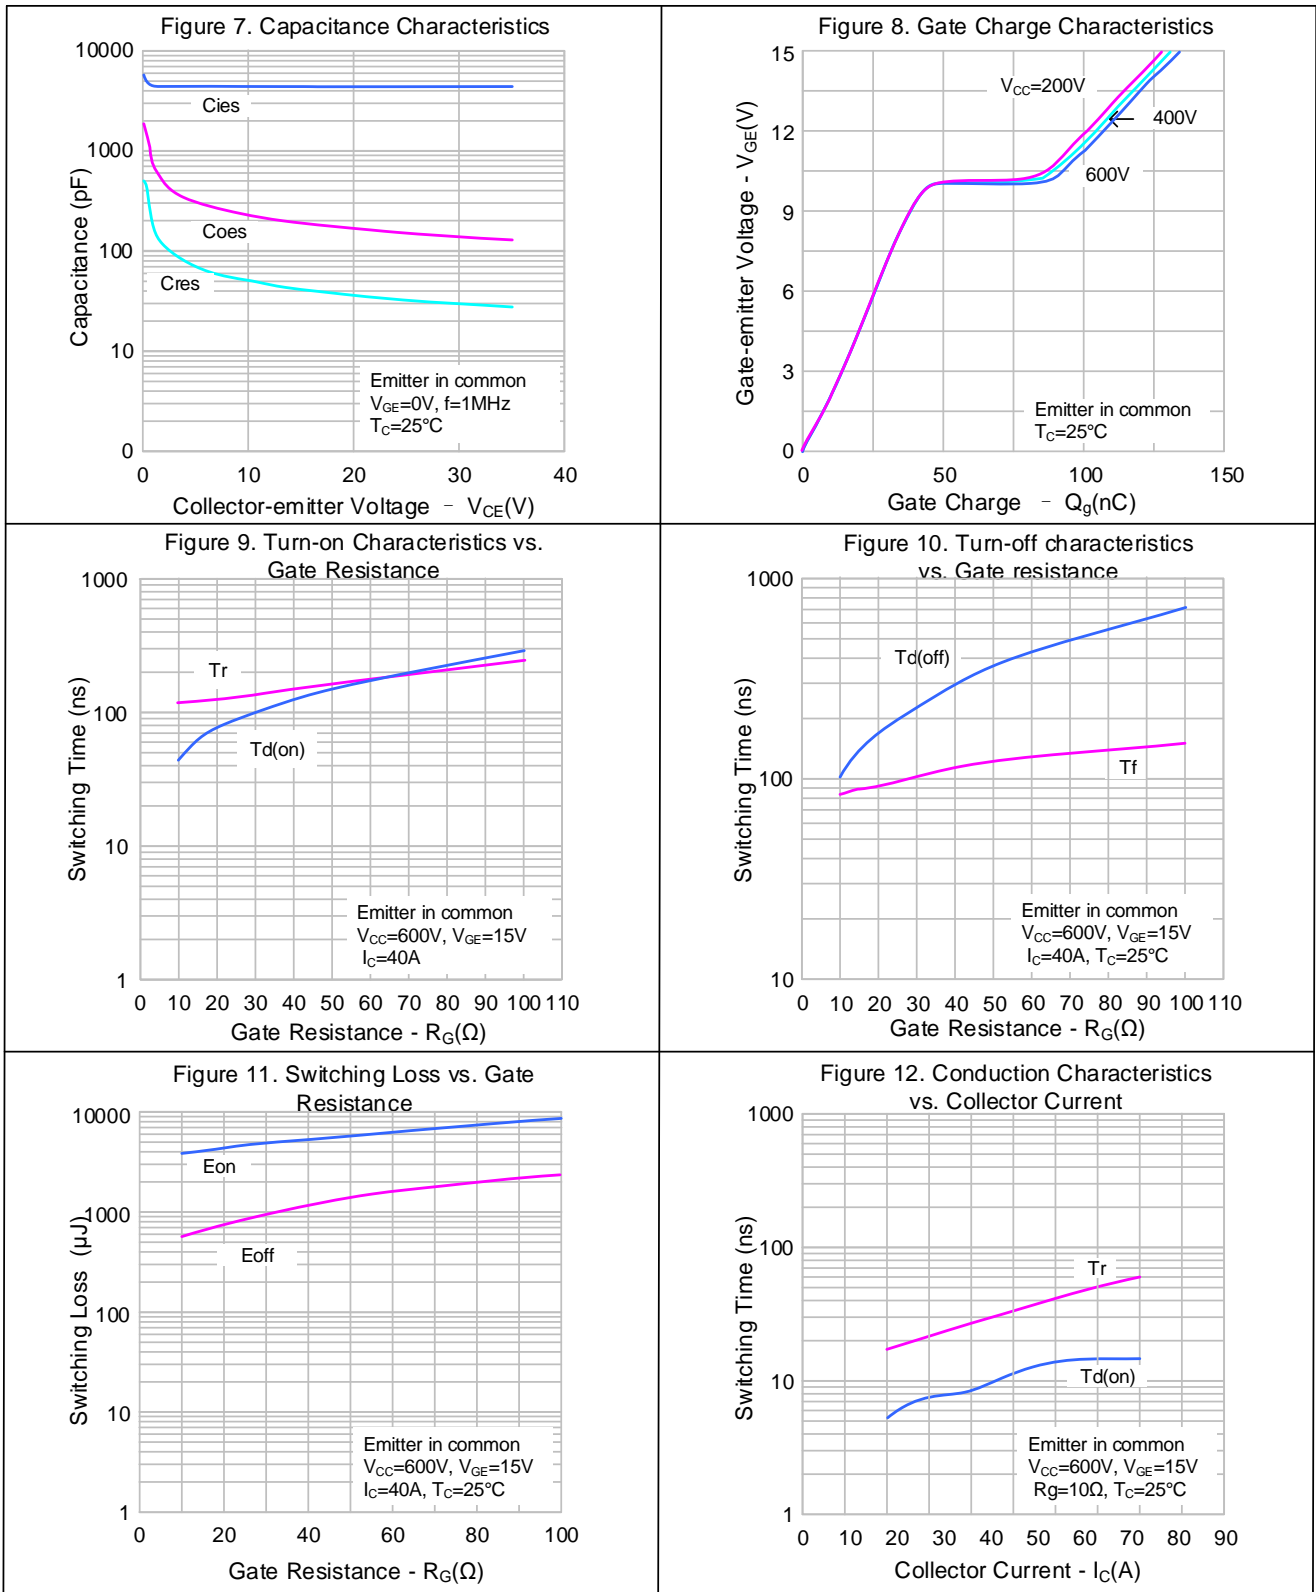 Figure 7. Capacitance Characteristics
10000
1000
100
10
0
Capacitance (pF)
Cies
Coes
Cres
Emitter in common
VGE=0V, f=1MHz
TC=25°C
0 10 20 30 40
Collector-emitter Voltage – VCE(V)
Figure 8. Gate Charge Characteristics
15
12
9
6
3
0
Gate-emitter Voltage - VGE(V)
VCC=200V
400V
600V
Emitter in common
TC=25°C
0 50 100 150
Gate Charge – Qg(nC)
Figure 9. Turn-on Characteristics vs.
Gate Resistance
1000
100
10
1
Switching Time (ns)
Tr
Td(on)
Emitter in common
VCC=600V, VGE=15V
IC=40A
0 10 20 30 40 50 60 70 80 90 100 110
Gate Resistance - RG(Ω)
Figure 10. Turn-off characteristics
vs. Gate resistance
1000
100
10
Switching Time (ns)
Td(off)
Tf
Emitter in common
VCC=600V, VGE=15V
IC=40A, TC=25°C
0 10 20 30 40 50 60 70 80 90 100 110
Gate Resistance - RG(Ω)
Figure 11. Switching Loss vs. Gate
Resistance
10000
1000
100
10
1
Switching Loss (µJ)
Eon
Eoff
Emitter in common
VCC=600V, VGE=15V
IC=40A, TC=25°C
0 20 40 60 80 100
Gate Resistance - RG(Ω)
Figure 12. Conduction Characteristics
vs. Collector Current
1000
100
10
1
Switching Time (ns)
Tr
Td(on)
Emitter in common
VCC=600V, VGE=15V
Rg=10Ω, TC=25°C
0 10 20 30 40 50 60 70 80 90
Collector Current - IC(A)